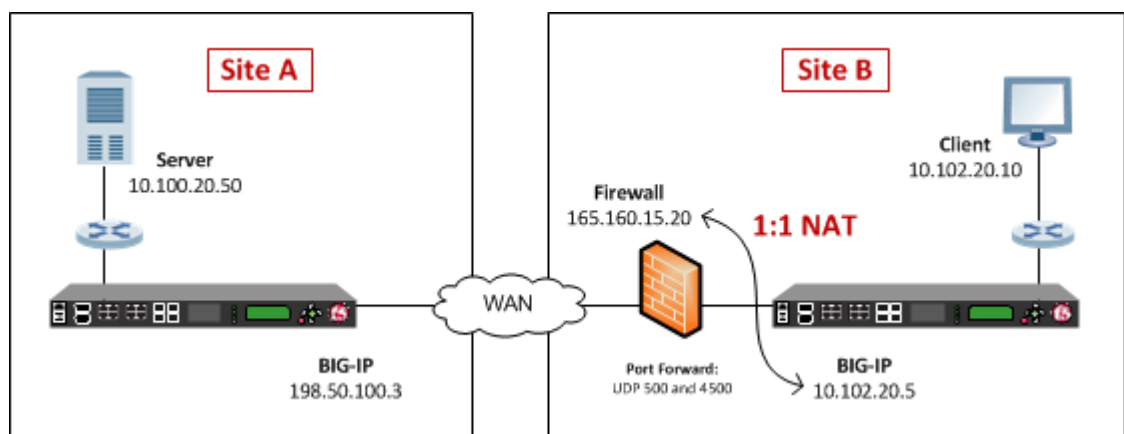 Site A
Server
10.100.20.50
BIG-IP
198.50.100.3
WAN
Site B
Client
10.102.20.10
Firewall
165.160.15.20
1:1 NAT
Port Forward:
UDP 500 and 4500
BIG-IP
10.102.20.5